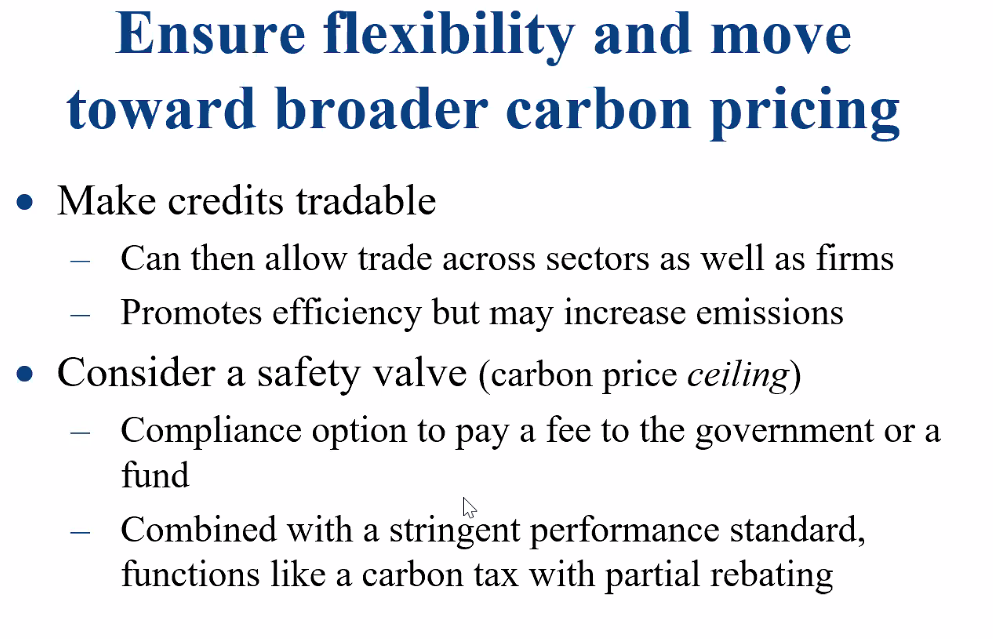 Ensure flexibility and move
toward broader carbon pricing
• Make credits tradable
– Can then allow trade across sectors as well as firms
– Promotes efficiency but may increase emissions
• Consider a safety valve (carbon price ceiling)
– Compliance option to pay a fee to the government or a
fund
– Combined with a stringent performance standard,
functions like a carbon tax with partial rebating